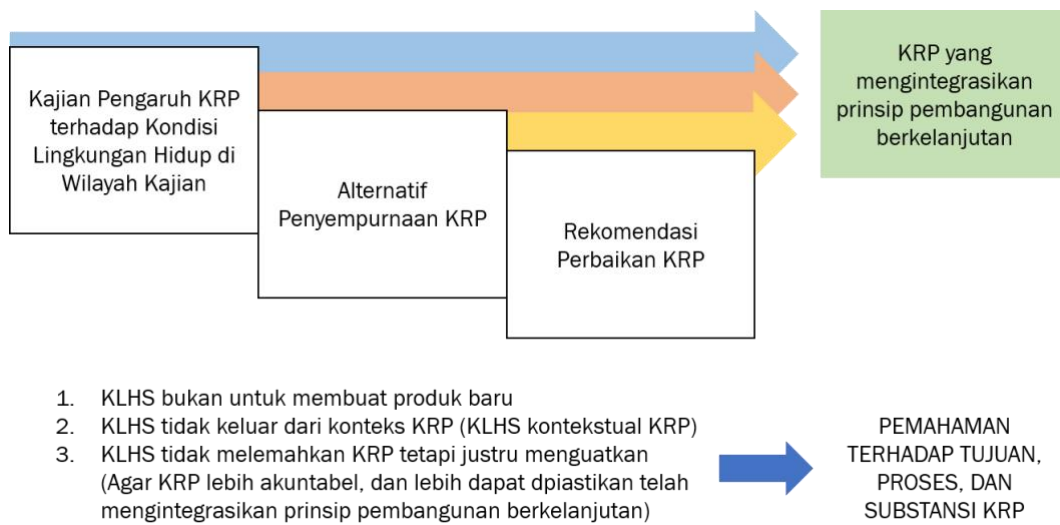 Kajian Pengaruh KRP
terhadap Kondisi
Lingkungan Hidup di
Wilayah Kajian
Alternatif
Penyempurnaan KRP
Rekomendasi
Perbaikan KRP
KRP yang
mengintegrasikan
prinsip pembangunan
berkelanjutan
1. KLHS bukan untuk membuat produk baru
2. KLHS tidak keluar dari konteks KRP (KLHS kontekstual KRP)
3. KLHS tidak melemahkan KRP tetapi justru menguatkan
(Agar KRP lebih akuntabel, dan lebih dapat dpiastikan telah
mengintegrasikan prinsip pembangunan berkelanjutan)
PEMAHAMAN
TERHADAP TUJUAN,
PROSES, DAN
SUBSTANSI KRP